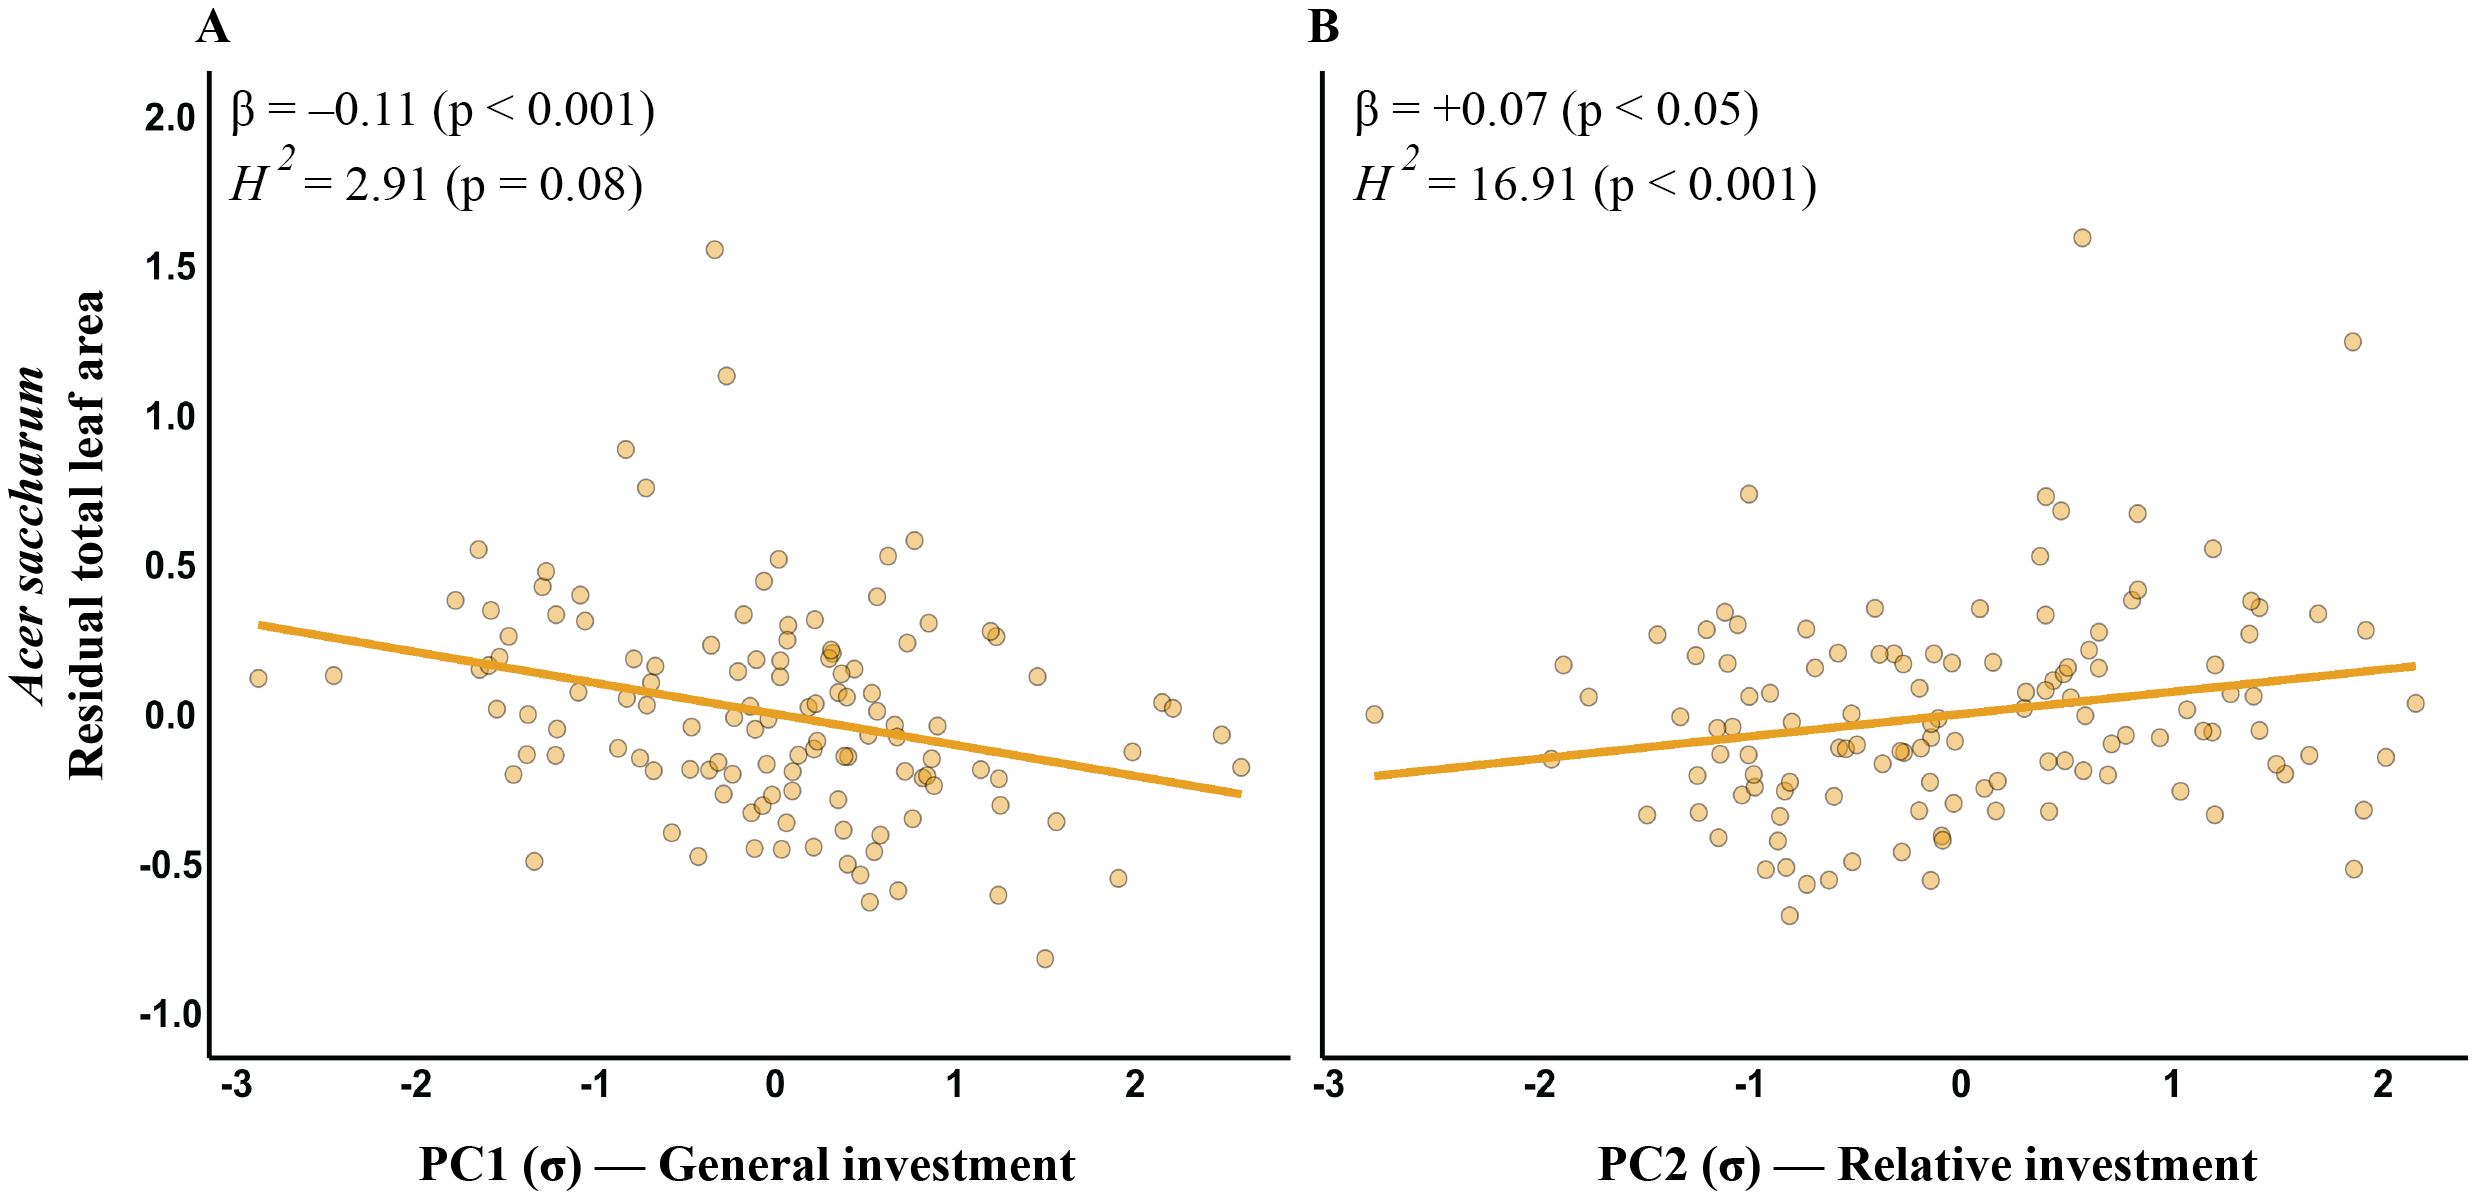 A
β = –0.11 (p < 0.001)
H² = 2.91 (p = 0.08)
2.0
1.5
1.0
0.5
0.0
-0.5
-1.0
Acer saccharum
Residual total leaf area
-3 -2 -1 0 1 2
PC1 (σ) — General investment
B
β = +0.07 (p < 0.05)
H² = 16.91 (p < 0.001)
-3 -2 -1 0 1 2
PC2 (σ) — Relative investment